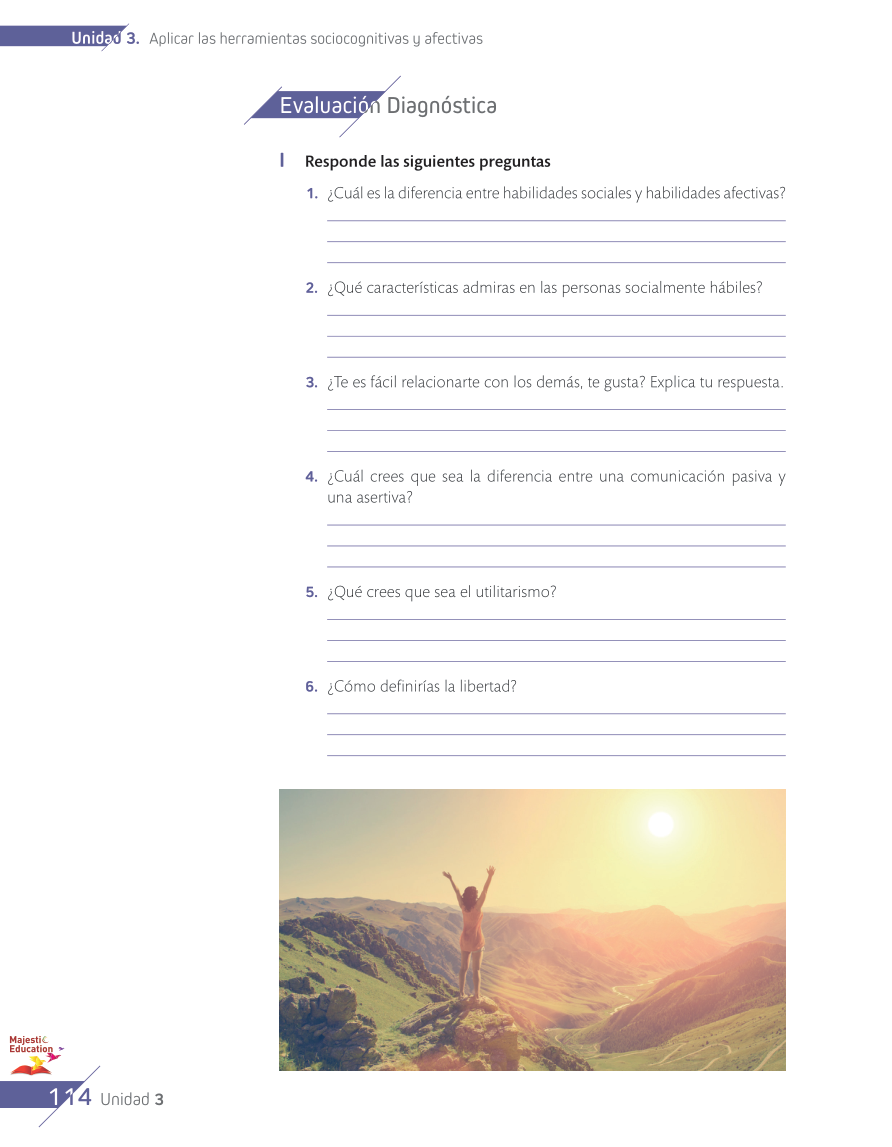 Unidad 3. Aplicar las herramientas sociocognitivas y afectivas
Evaluación Diagnóstica
I Responde las siguientes preguntas
1. ¿Cuál es la diferencia entre habilidades sociales y habilidades afectivas?
2. ¿Qué características admiras en las personas socialmente hábiles?
3. ¿Te es fácil relacionarte con los demás, te gusta? Explica tu respuesta.
4. ¿Cuál crees que sea la diferencia entre una comunicación pasiva y
una asertiva?
5. ¿Qué crees que sea el utilitarismo?
6. ¿Cómo definirías la libertad?
Majestic
Education
114 Unidad 3